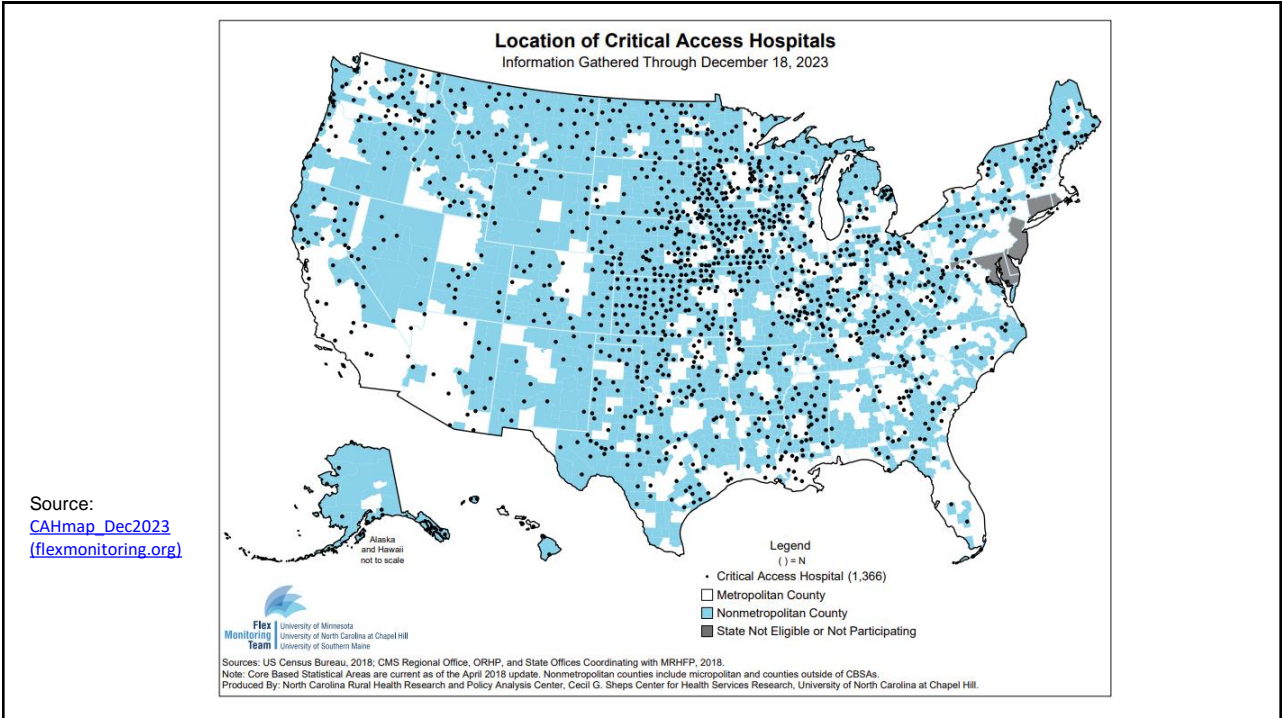 Location of Critical Access Hospitals
Information Gathered Through December 18, 2023
Source:
CAHmap_Dec2023
(flexmonitoring.org)
Alaska
and Hawaii
not to scale
Legend
( ) = N
Critical Access Hospital (1,366)
Metropolitan County
Nonmetropolitan County
State Not Eligible or Not Participating
Flex
Monitoring
Team
University of Minnesota
University of North Carolina at Chapel Hill
University of Southern Maine
Sources: US Census Bureau, 2018; CMS Regional Office, ORHP, and State Offices Coordinating with MRHFP, 2018.
Note: Core Based Statistical Areas are current as of the April 2018 update. Nonmetropolitan counties include micropolitan and counties outside of CBSAs.
Produced By: North Carolina Rural Health Research and Policy Analysis Center, Cecil G. Sheps Center for Health Services Research, University of North Carolina at Chapel Hill.